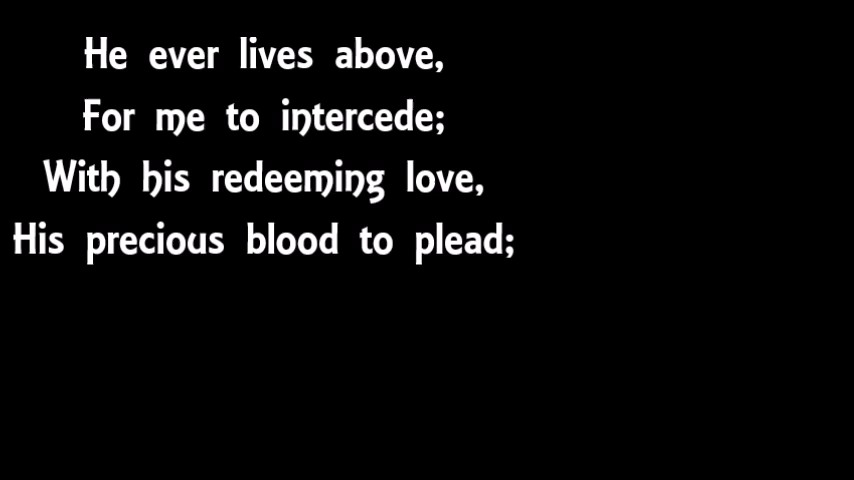 He ever lives above,
For me to intercede;
With his redeeming love,
His precious blood to plead;